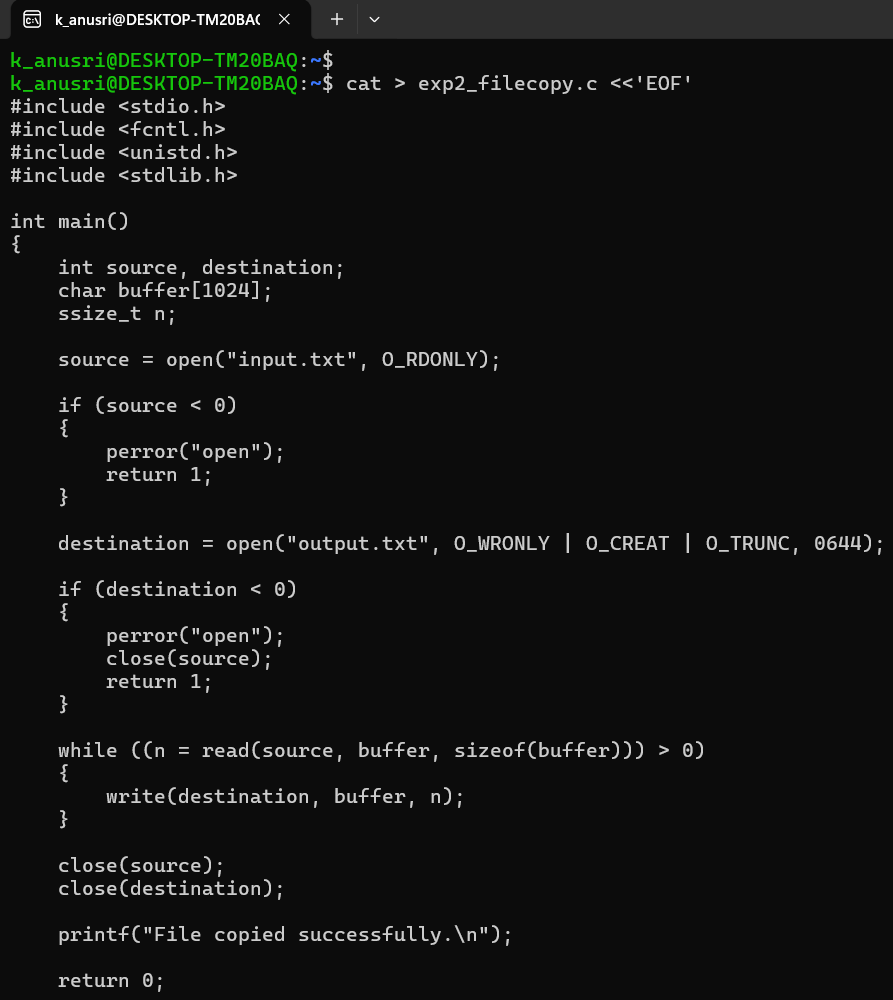 k_anusri@DESKTOP-TM20BAQ
k_anusri@DESKTOP-TM20BAQ:~$
k_anusri@DESKTOP-TM20BAQ:~$ cat > exp2_filecopy.c <<'EOF'
#include <stdio.h>
#include <fcntl.h>
#include <unistd.h>
#include <stdlib.h>

int main()
{
    int source, destination;
    char buffer[1024];
    ssize_t n;

    source = open("input.txt", O_RDONLY);

    if (source < 0)
    {
        perror("open");
        return 1;
    }

    destination = open("output.txt", O_WRONLY | O_CREAT | O_TRUNC, 0644);

    if (destination < 0)
    {
        perror("open");
        close(source);
        return 1;
    }

    while ((n = read(source, buffer, sizeof(buffer))) > 0)
    {
        write(destination, buffer, n);
    }

    close(source);
    close(destination);

    printf("File copied successfully.\n");

    return 0;